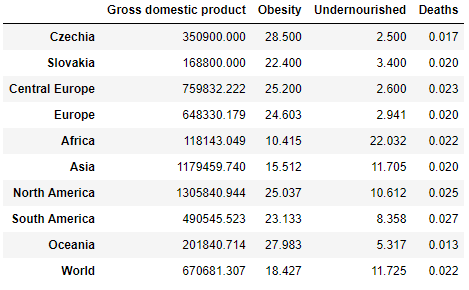 Gross domestic product Obesity Undernourished Deaths
Czechia 350900.000 28.500 2.500 0.017
Slovakia 168800.000 22.400 3.400 0.020
Central Europe 759832.222 25.200 2.600 0.023
Europe 648330.179 24.603 2.941 0.020
Africa 118143.049 10.415 22.032 0.022
Asia 1179459.740 15.512 11.705 0.020
North America 1305840.944 25.037 10.612 0.025
South America 490545.523 23.133 8.358 0.027
Oceania 201840.714 27.983 5.317 0.013
World 670681.307 18.427 11.725 0.022